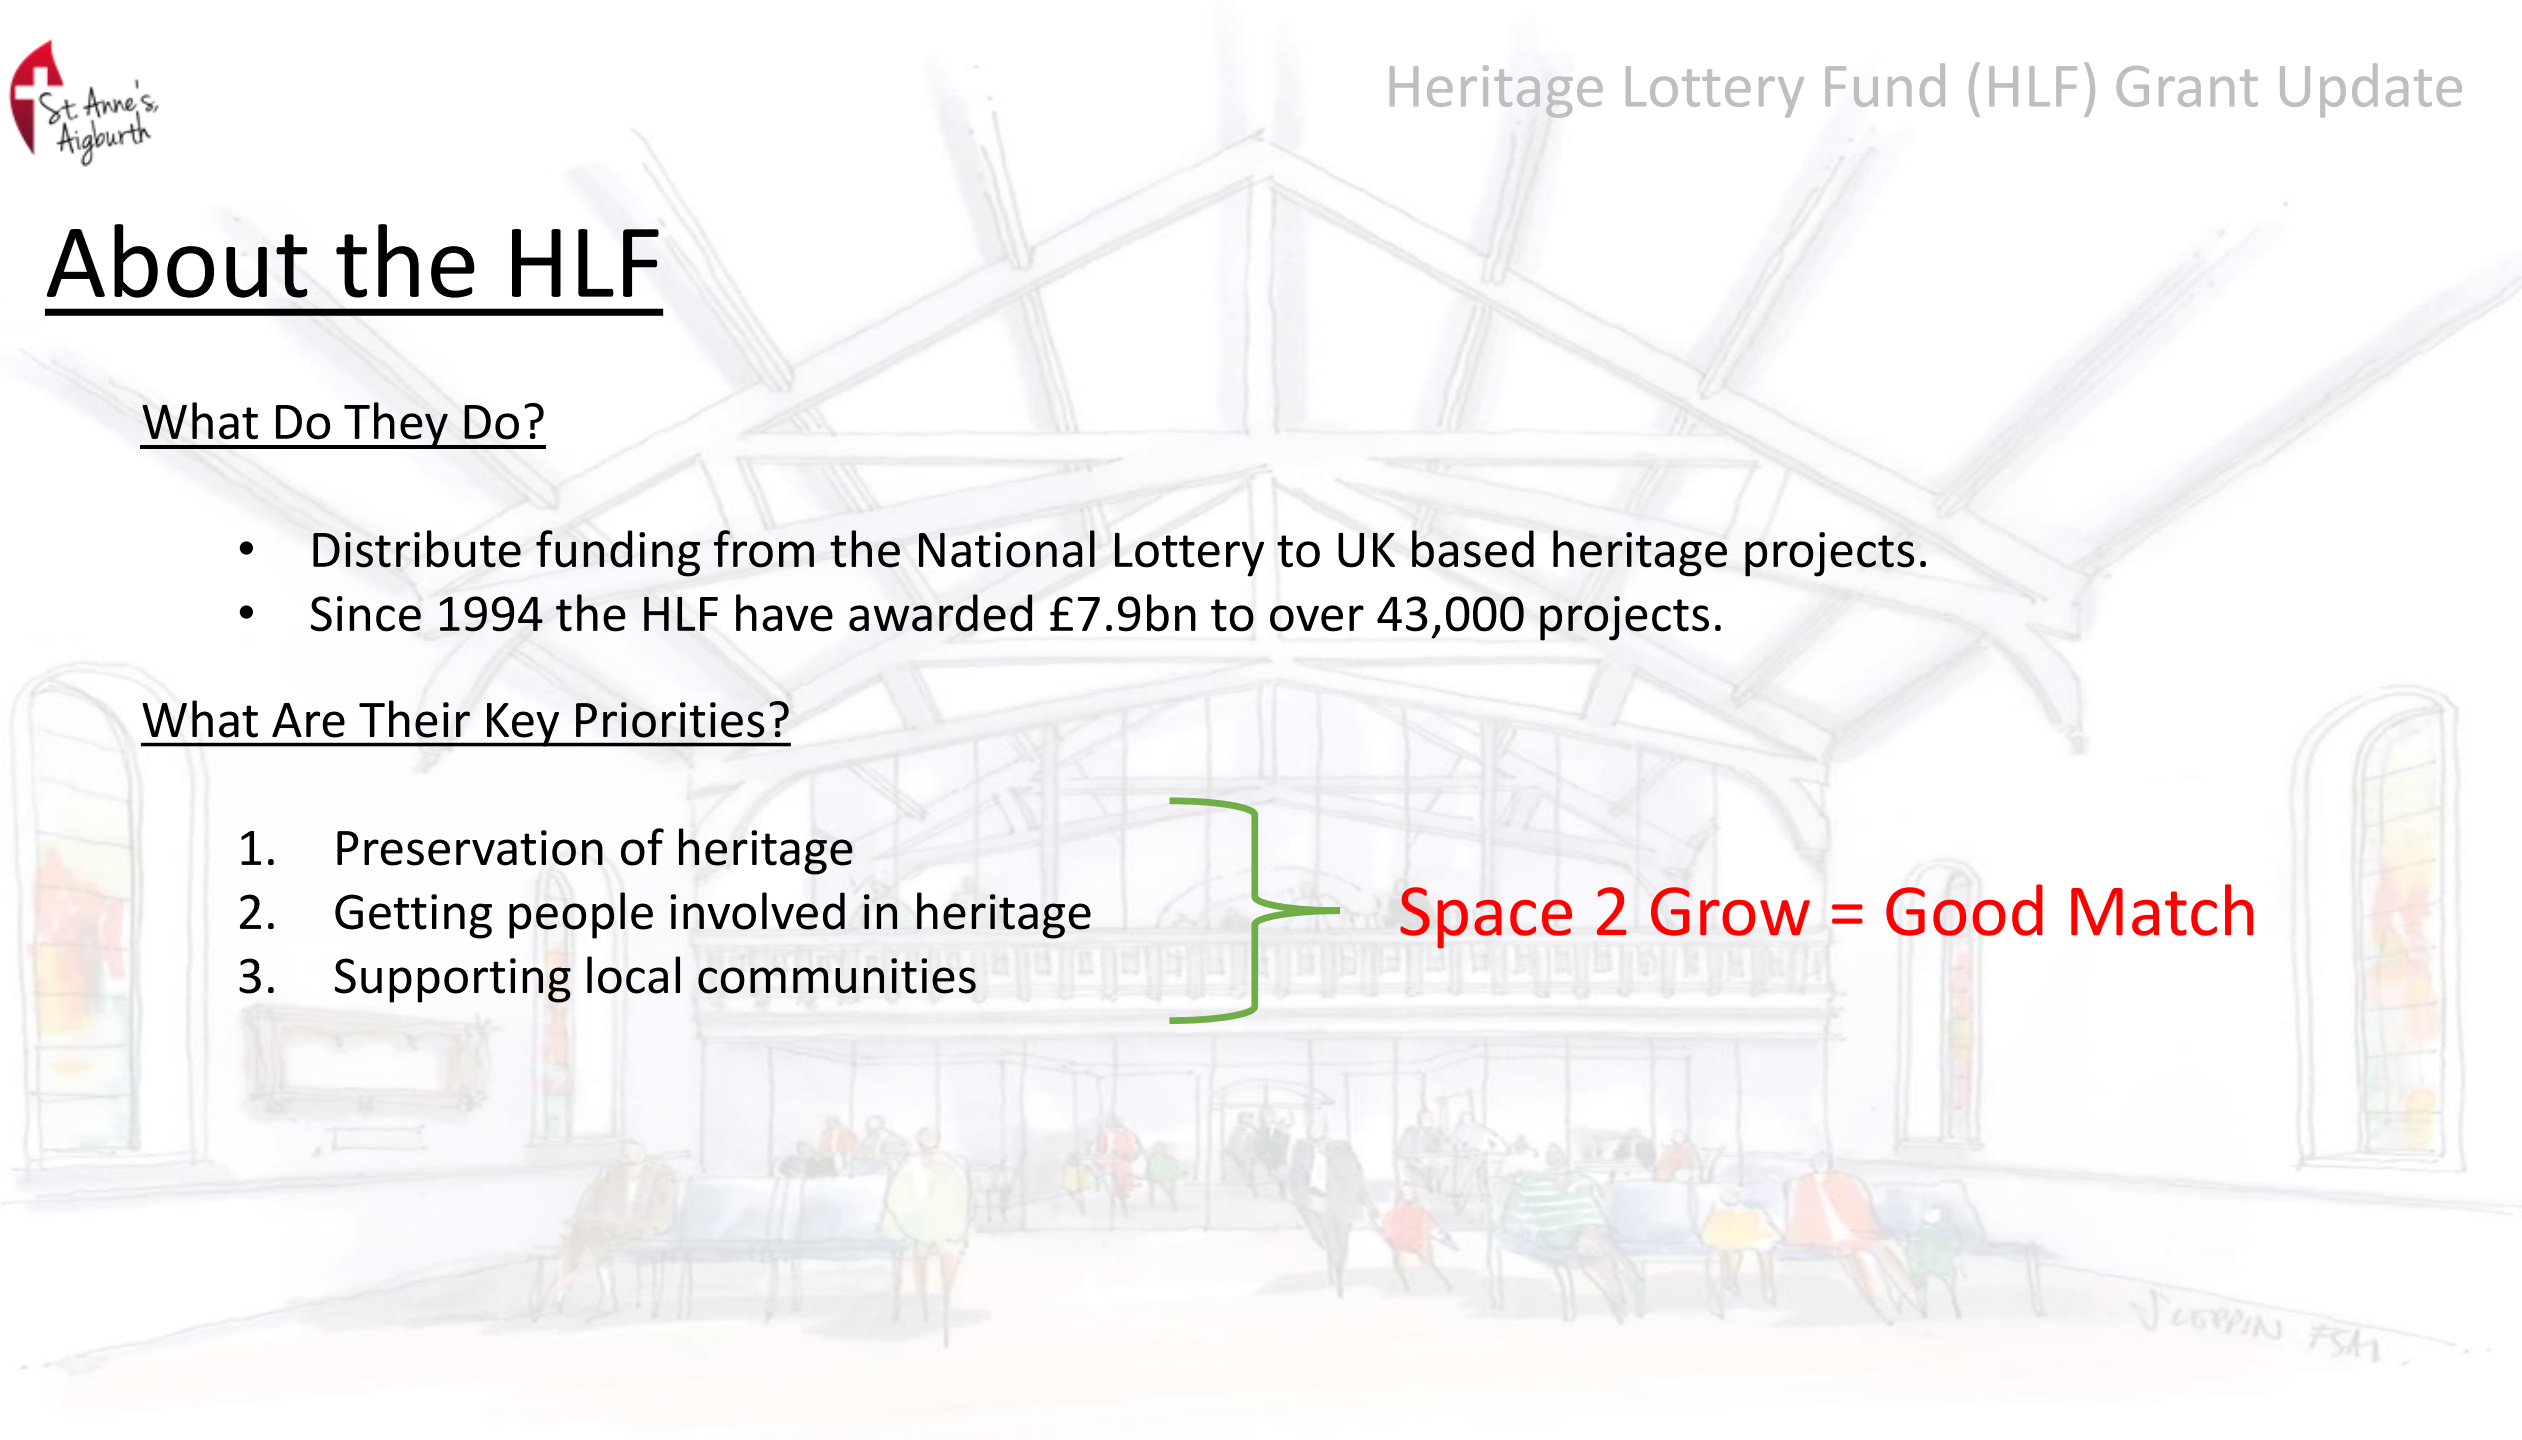 St. Anne's,
Aigburth
Heritage Lottery Fund (HLF) Grant Update
About the HLF
What Do They Do?
• Distribute funding from the National Lottery to UK based heritage projects.
• Since 1994 the HLF have awarded £7.9bn to over 43,000 projects.
What Are Their Key Priorities?
1. Preservation of heritage
2. Getting people involved in heritage
3. Supporting local communities
Space 2 Grow = Good Match